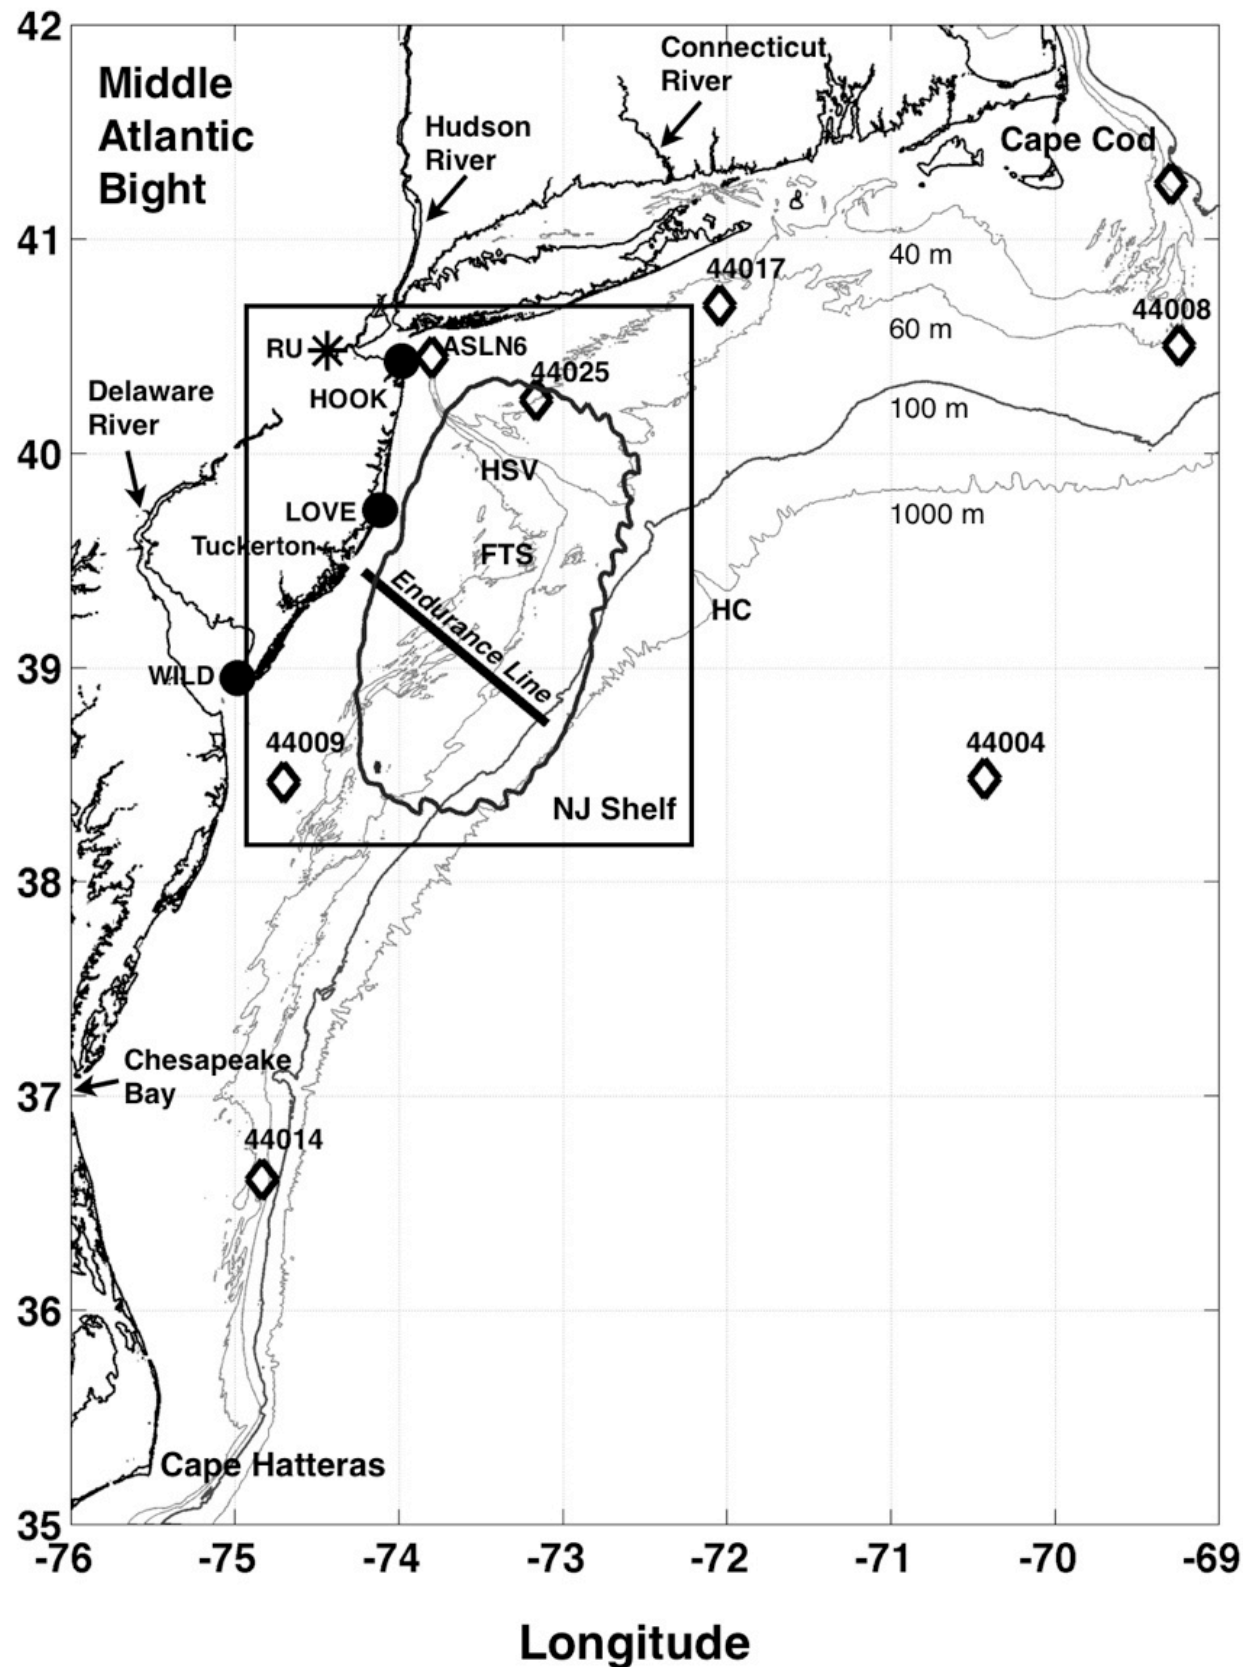 42
Connecticut
River
Middle
Atlantic
Bight
Hudson
River
Cape Cod
41
40 m
44017
44008
60 m
RU
ASLN6
44025
Delaware
River
HOOK
100 m
40
HSV
LOVE
1000 m
Tuckerton
FTS
Endurance Line
HC
39
WILD
44009
44004
NJ Shelf
38
Chesapeake
Bay
37
44014
36
Cape Hatteras
35
-76 -75 -74 -73 -72 -71 -70 -69
Longitude